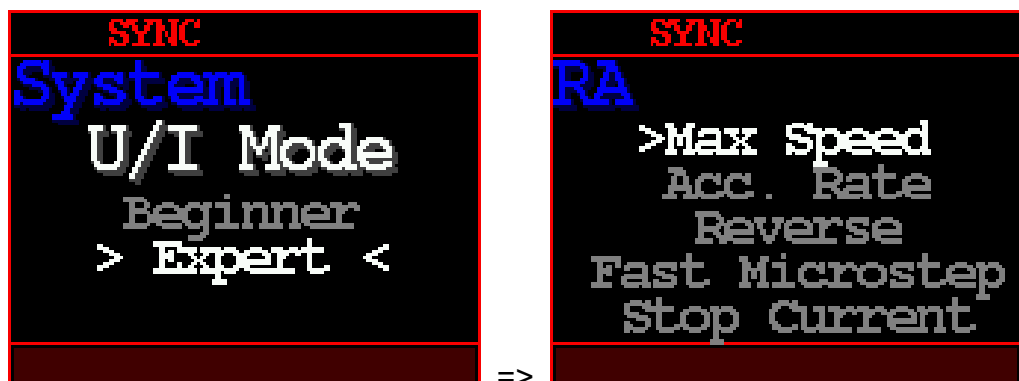 SYNC
System
U/I Mode
Beginner
> Expert <
=>
SYNC
RA
>Max Speed
Acc. Rate
Reverse
Fast Microstep
Stop Current